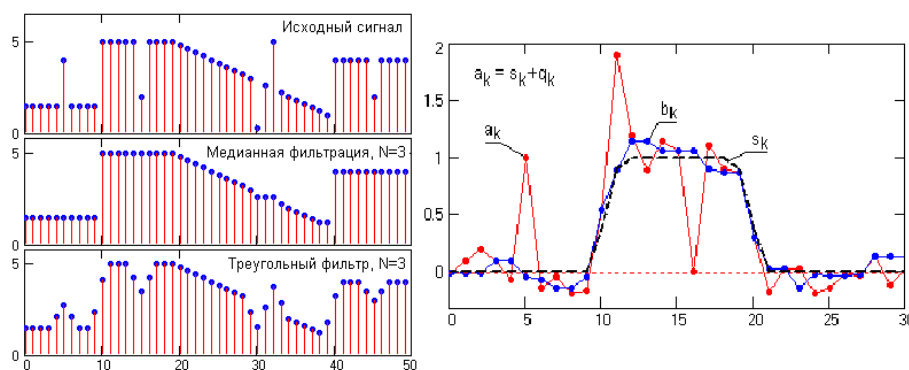 Исходный сигнал
5
0
Медианная фильтрация, N=3
5
0
Треугольный фильтр, N=3
5
0
0 10 20 30 40 50
2
1.5
1
0.5
0
a_k = s_k+q_k
a_k
b_k
s_k
0 5 10 15 20 25 30